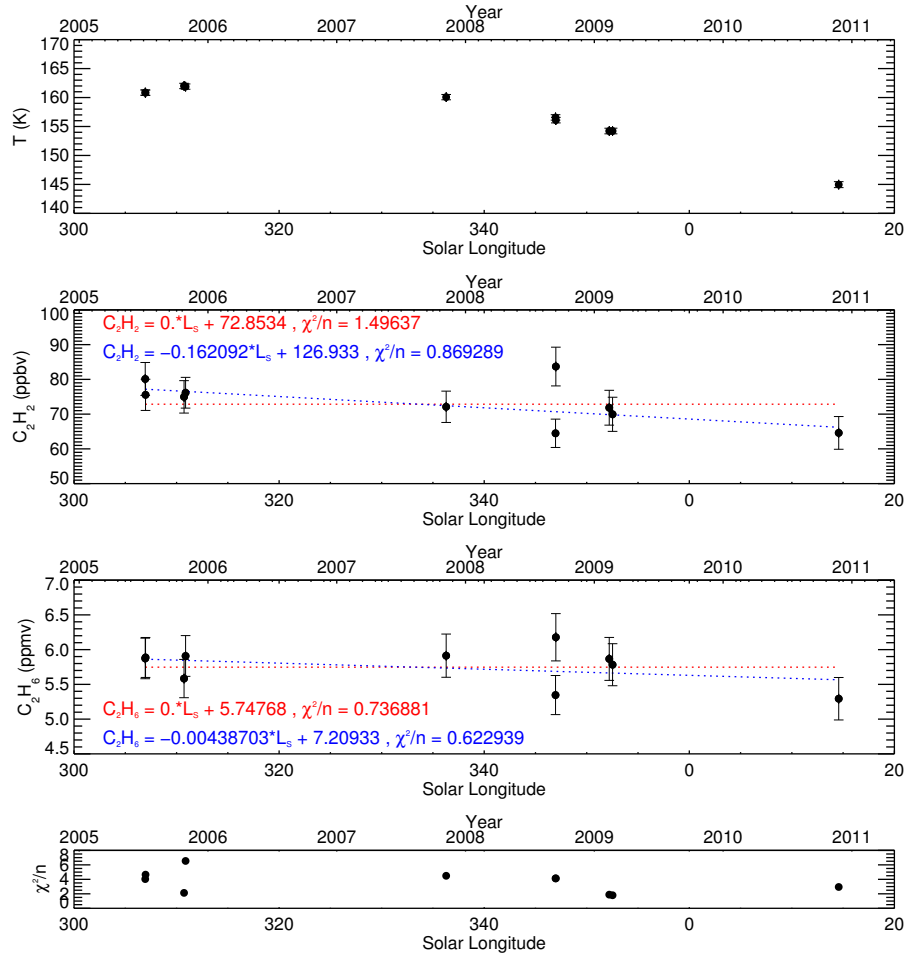 Year
2005 2006 2007 2008 2009 2010 2011
170
165
160
155
150
145
140
T (K)
300 320 340 0 20
Solar Longitude
Year
2005 2006 2007 2008 2009 2010 2011
100
90
80
70
60
50
C₂H₂ (ppbv)
C₂H₂ = 0.*Lₛ + 72.8534 , χ²/n = 1.49637
C₂H₂ = −0.162092*Lₛ + 126.933 , χ²/n = 0.869289
300 320 340 0 20
Solar Longitude
Year
2005 2006 2007 2008 2009 2010 2011
7.0
6.5
6.0
5.5
5.0
4.5
C₂H₆ (ppmv)
C₂H₆ = 0.*Lₛ + 5.74768 , χ²/n = 0.736881
C₂H₆ = −0.00438703*Lₛ + 7.20933 , χ²/n = 0.622939
300 320 340 0 20
Solar Longitude
Year
2005 2006 2007 2008 2009 2010 2011
8
6
4
2
0
χ²/n
300 320 340 0 20
Solar Longitude